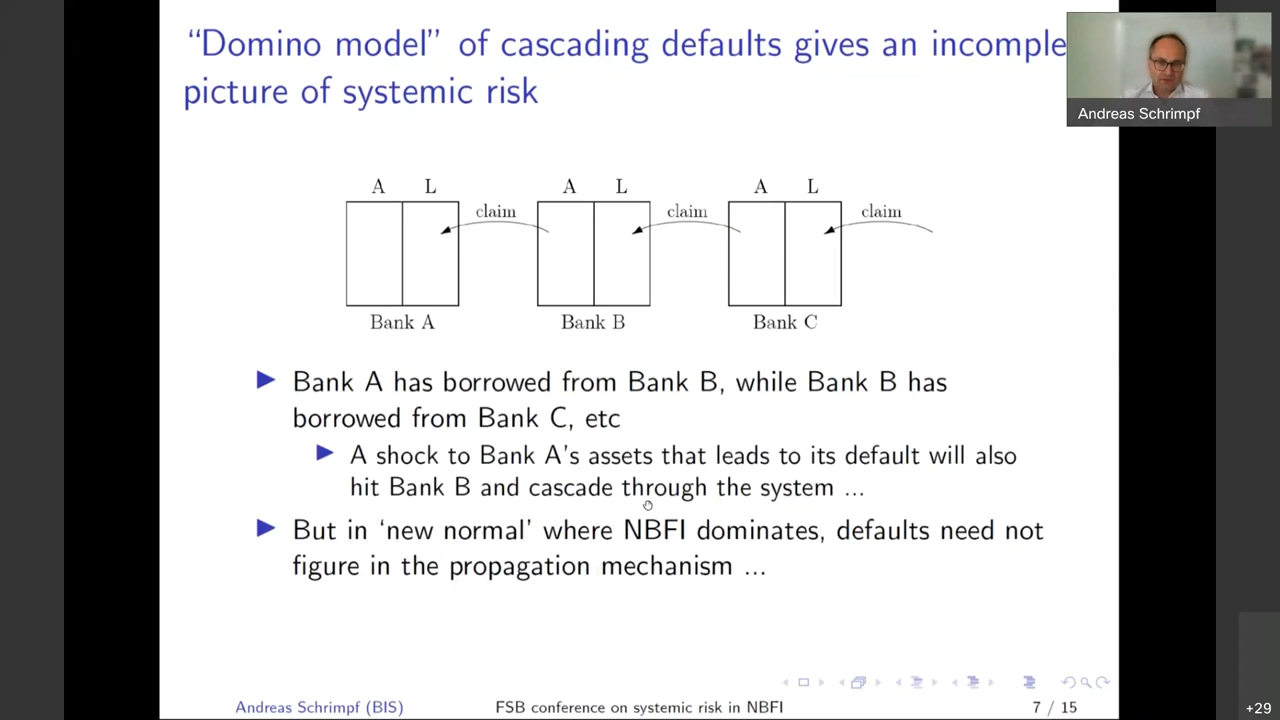 “Domino model” of cascading defaults gives an incomple
picture of systemic risk
Andreas Schrimpf
A L A L A L
claim claim claim
Bank A Bank B Bank C
Bank A has borrowed from Bank B, while Bank B has
borrowed from Bank C, etc
A shock to Bank A’s assets that leads to its default will also
hit Bank B and cascade through the system ...
But in ‘new normal’ where NBFI dominates, defaults need not
figure in the propagation mechanism ...
Andreas Schrimpf (BIS) FSB conference on systemic risk in NBFI 7 / 15
+29